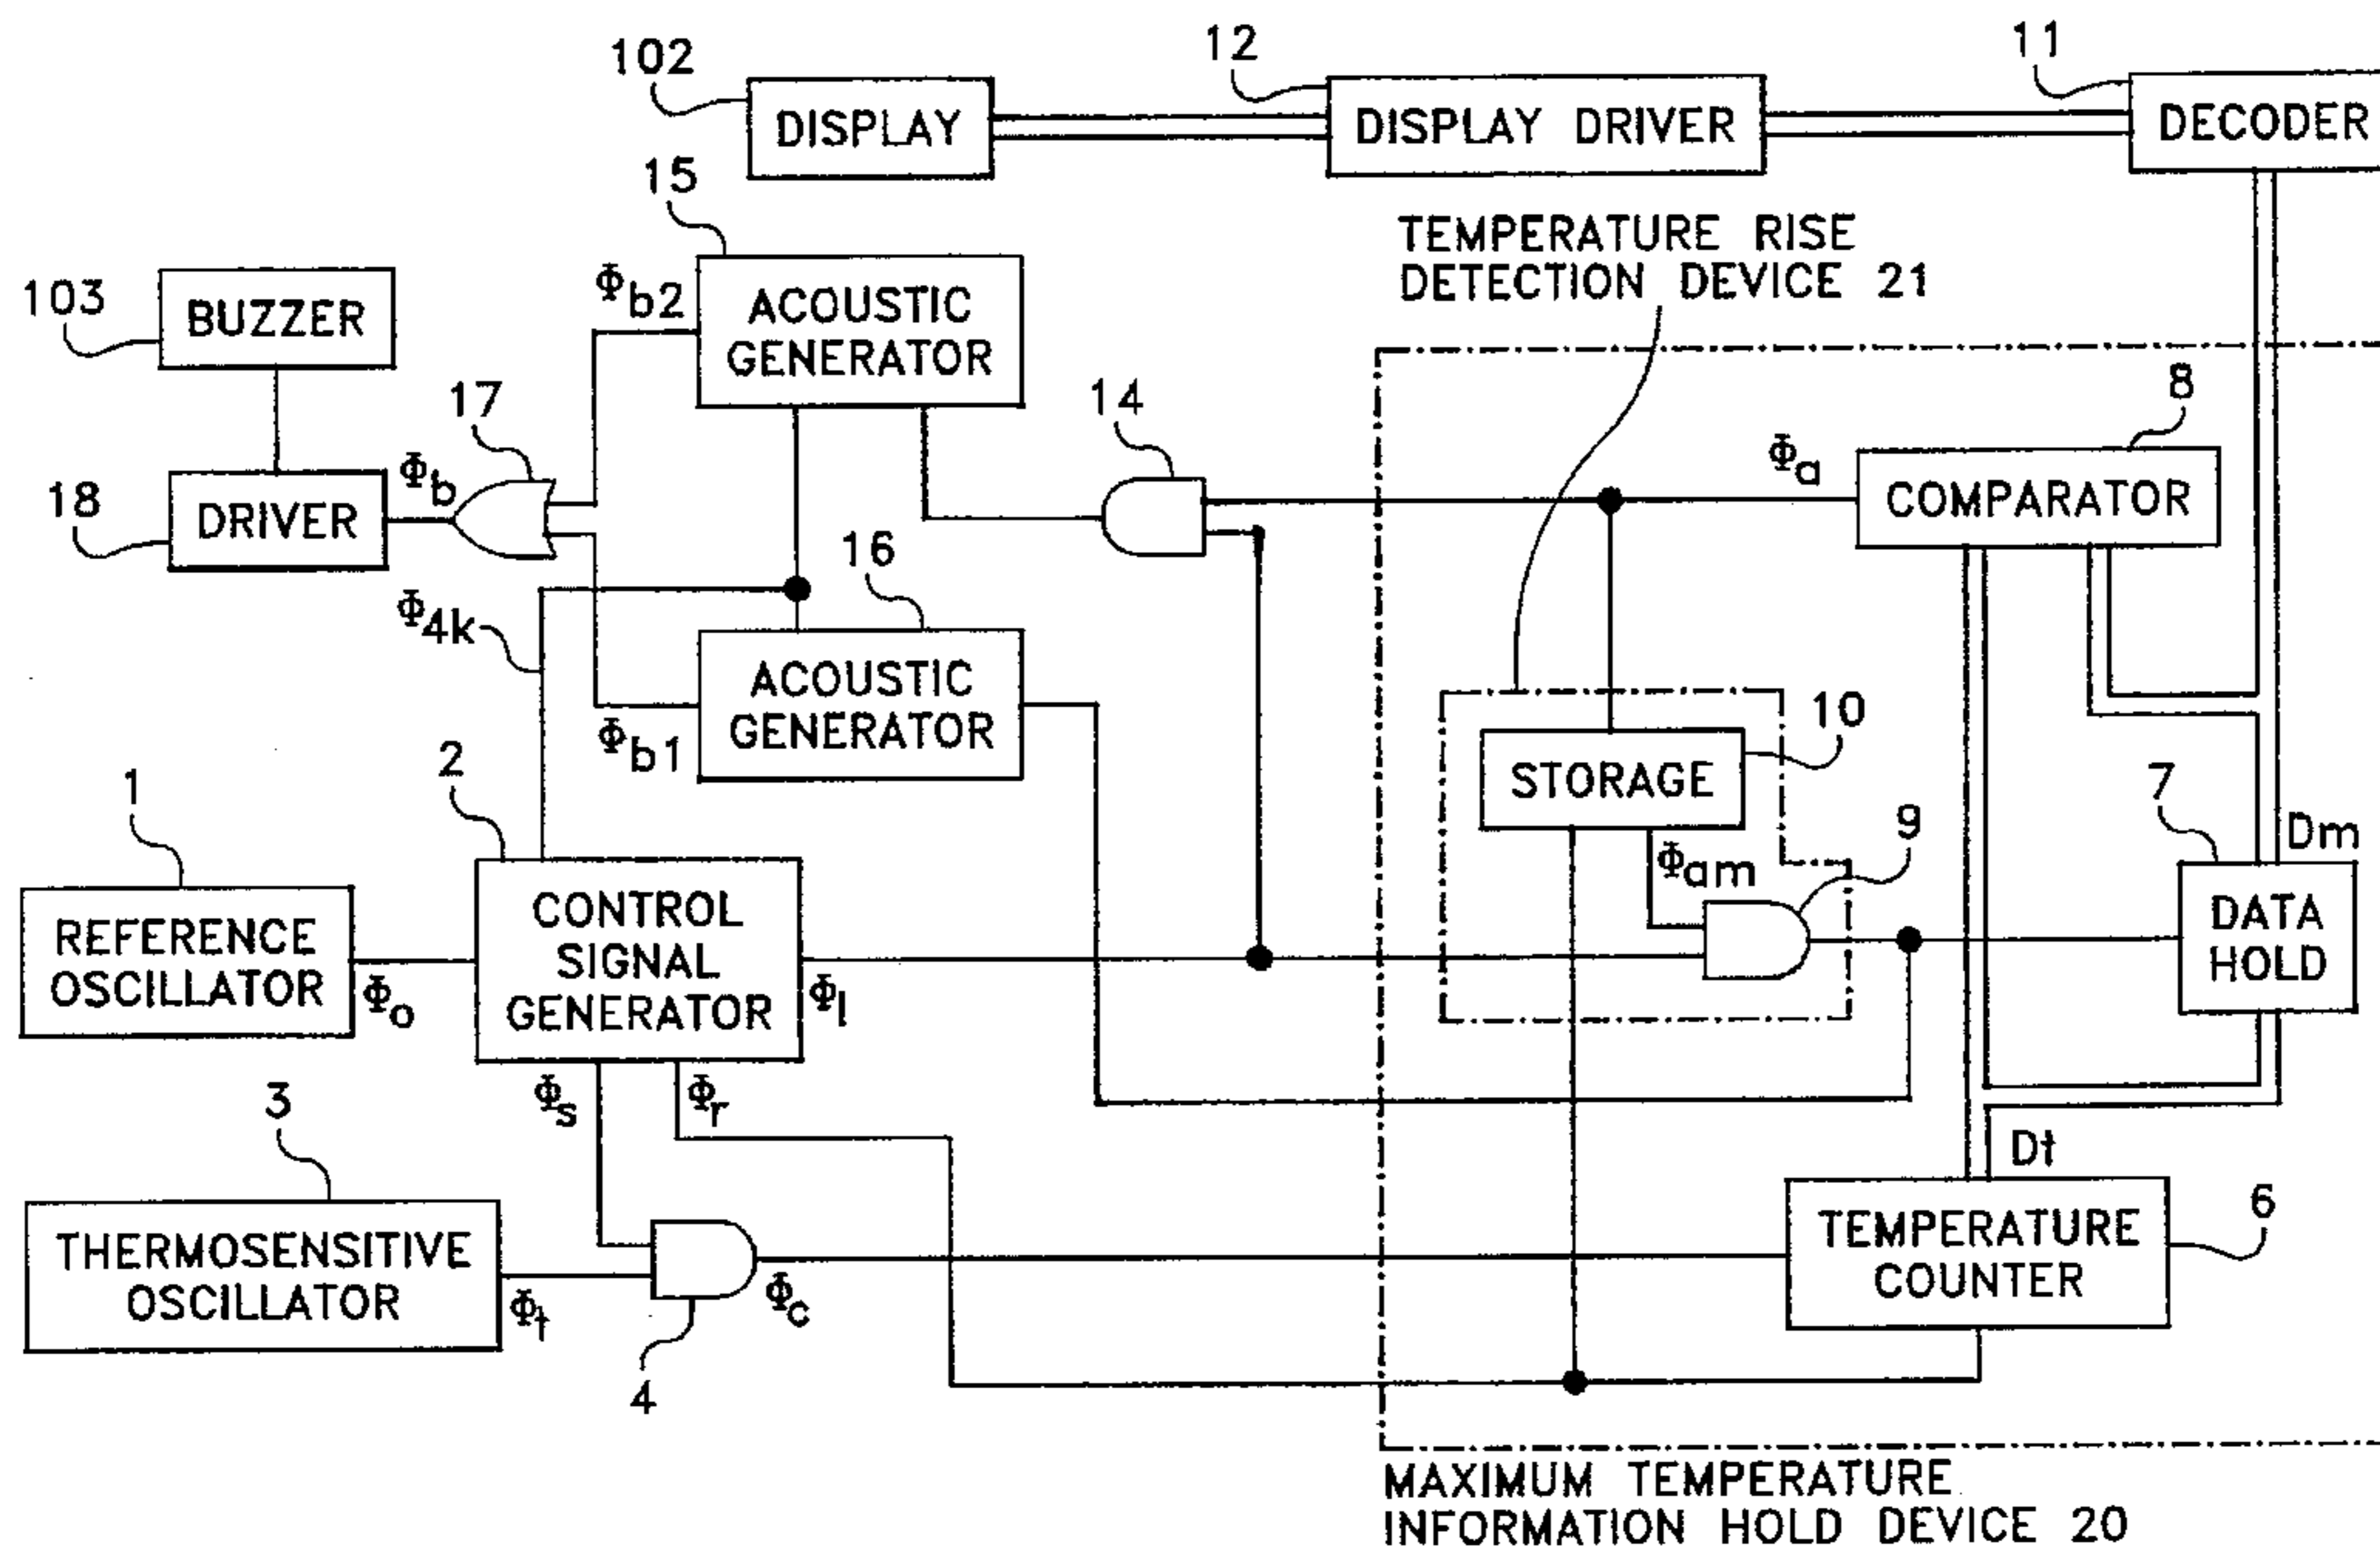 102
12
11
DISPLAY
DISPLAY DRIVER
DECODER
15
TEMPERATURE RISE
DETECTION DEVICE 21
103
BUZZER
Φb2
ACOUSTIC
GENERATOR
17
14
8
18
DRIVER
Φb
Φa
COMPARATOR
16
Φ4k
ACOUSTIC
GENERATOR
Φb1
10
STORAGE
1
2
7
9
Dm
Φam
REFERENCE
OSCILLATOR
Φo
CONTROL
SIGNAL
GENERATOR
Φl
DATA
HOLD
3
Φs
Φr
Dt
THERMOSENSITIVE
OSCILLATOR
Φt
Φc
4
TEMPERATURE
COUNTER
6
MAXIMUM TEMPERATURE
INFORMATION HOLD DEVICE 20